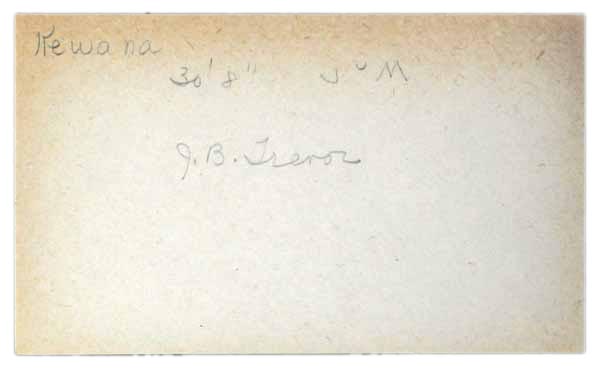 Kewana
30' 8"
J.B. Trevor